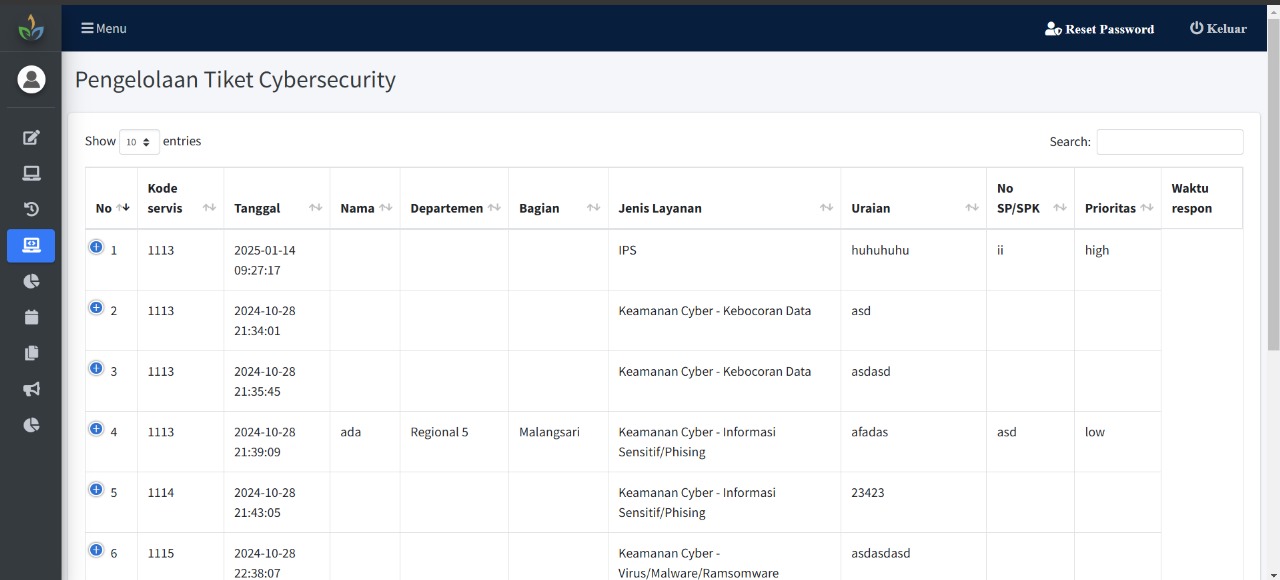 Menu
Reset Password
Keluar
Pengelolaan Tiket Cybersecurity
Show 10 entries
Search:
No
Kode servis
Tanggal
Nama
Departemen
Bagian
Jenis Layanan
Uraian
No SP/SPK
Prioritas
Waktu respon
1 1113 2025-01-14 09:27:17 IPS huhuhuhu ii high
2 1113 2024-10-28 21:34:01 Keamanan Cyber - Kebocoran Data asd
3 1113 2024-10-28 21:35:45 Keamanan Cyber - Kebocoran Data asdasd
4 1113 2024-10-28 21:39:09 ada Regional 5 Malangsari Keamanan Cyber - Informasi Sensitif/Phising afadas asd low
5 1114 2024-10-28 21:43:05 Keamanan Cyber - Informasi Sensitif/Phising 23423
6 1115 2024-10-28 22:38:07 Keamanan Cyber - Virus/Malware/Ramsomware asdasdasd